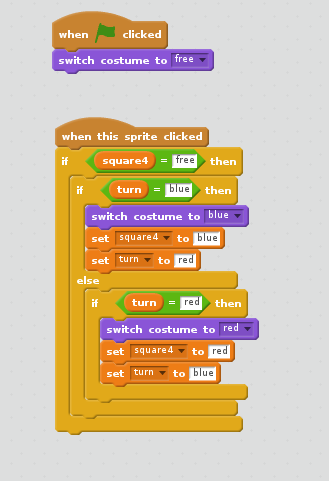 when clicked
switch costume to free
when this sprite clicked
if square4 = free then
if turn = blue then
switch costume to blue
set square4 to blue
set turn to red
else
if turn = red then
switch costume to red
set square4 to red
set turn to blue